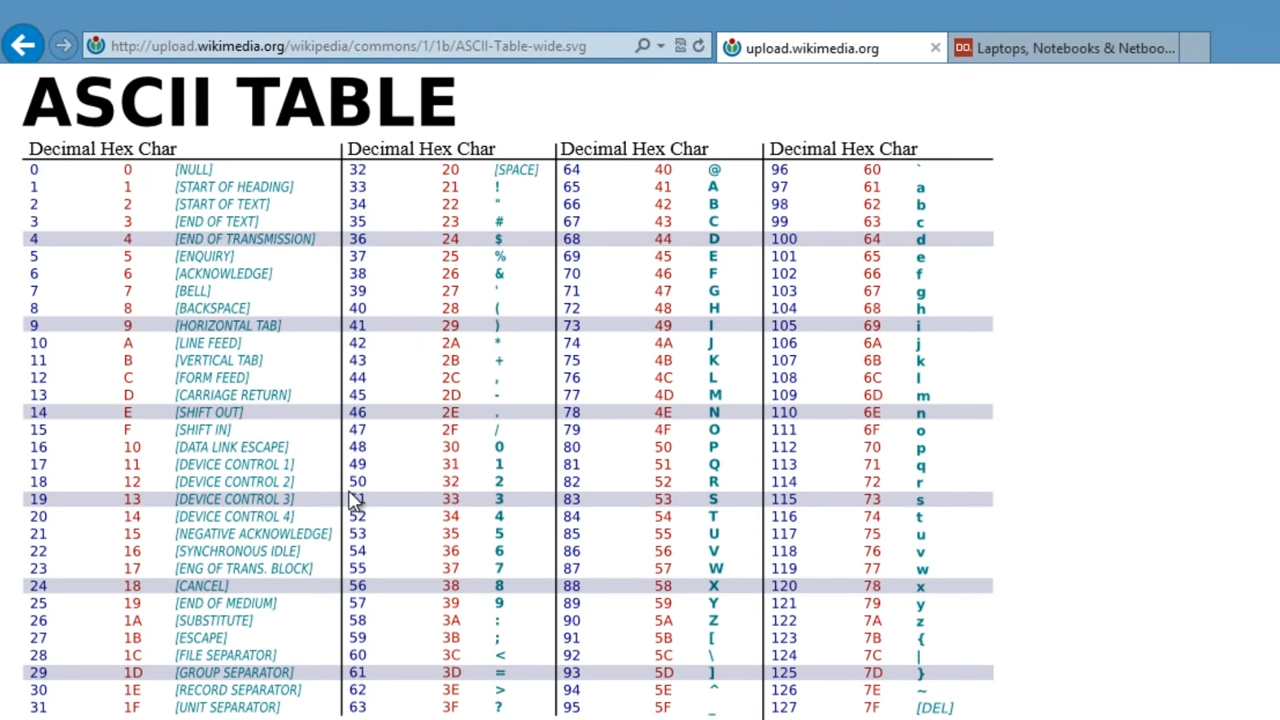 http://upload.wikimedia.org/wikipedia/commons/1/1b/ASCII-Table-wide.svg upload.wikimedia.org DO. Laptops, Notebooks & Netboo...
ASCII TABLE
Decimal Hex Char Decimal Hex Char Decimal Hex Char Decimal Hex Char
0 0 [NULL] 32 20 [SPACE] 64 40 @ 96 60 `
1 1 [START OF HEADING] 33 21 ! 65 41 A 97 61 a
2 2 [START OF TEXT] 34 22 " 66 42 B 98 62 b
3 3 [END OF TEXT] 35 23 # 67 43 C 99 63 c
4 4 [END OF TRANSMISSION] 36 24 $ 68 44 D 100 64 d
5 5 [ENQUIRY] 37 25 % 69 45 E 101 65 e
6 6 [ACKNOWLEDGE] 38 26 & 70 46 F 102 66 f
7 7 [BELL] 39 27 ' 71 47 G 103 67 g
8 8 [BACKSPACE] 40 28 ( 72 48 H 104 68 h
9 9 [HORIZONTAL TAB] 41 29 ) 73 49 I 105 69 i
10 A [LINE FEED] 42 2A * 74 4A J 106 6A j
11 B [VERTICAL TAB] 43 2B + 75 4B K 107 6B k
12 C [FORM FEED] 44 2C , 76 4C L 108 6C l
13 D [CARRIAGE RETURN] 45 2D - 77 4D M 109 6D m
14 E [SHIFT OUT] 46 2E . 78 4E N 110 6E n
15 F [SHIFT IN] 47 2F / 79 4F O 111 6F o
16 10 [DATA LINK ESCAPE] 48 30 0 80 50 P 112 70 p
17 11 [DEVICE CONTROL 1] 49 31 1 81 51 Q 113 71 q
18 12 [DEVICE CONTROL 2] 50 32 2 82 52 R 114 72 r
19 13 [DEVICE CONTROL 3] 33 3 83 53 S 115 73 s
20 14 [DEVICE CONTROL 4] 52 34 4 84 54 T 116 74 t
21 15 [NEGATIVE ACKNOWLEDGE] 53 35 5 85 55 U 117 75 u
22 16 [SYNCHRONOUS IDLE] 54 36 6 86 56 V 118 76 v
23 17 [ENG OF TRANS. BLOCK] 55 37 7 87 57 W 119 77 w
24 18 [CANCEL] 56 38 8 88 58 X 120 78 x
25 19 [END OF MEDIUM] 57 39 9 89 59 Y 121 79 y
26 1A [SUBSTITUTE] 58 3A : 90 5A Z 122 7A z
27 1B [ESCAPE] 59 3B ; 91 5B [ 123 7B {
28 1C [FILE SEPARATOR] 60 3C < 92 5C \ 124 7C |
29 1D [GROUP SEPARATOR] 61 3D = 93 5D ] 125 7D }
30 1E [RECORD SEPARATOR] 62 3E > 94 5E ^ 126 7E ~
31 1F [UNIT SEPARATOR] 63 3F ? 95 5F _ 127 7F [DEL]